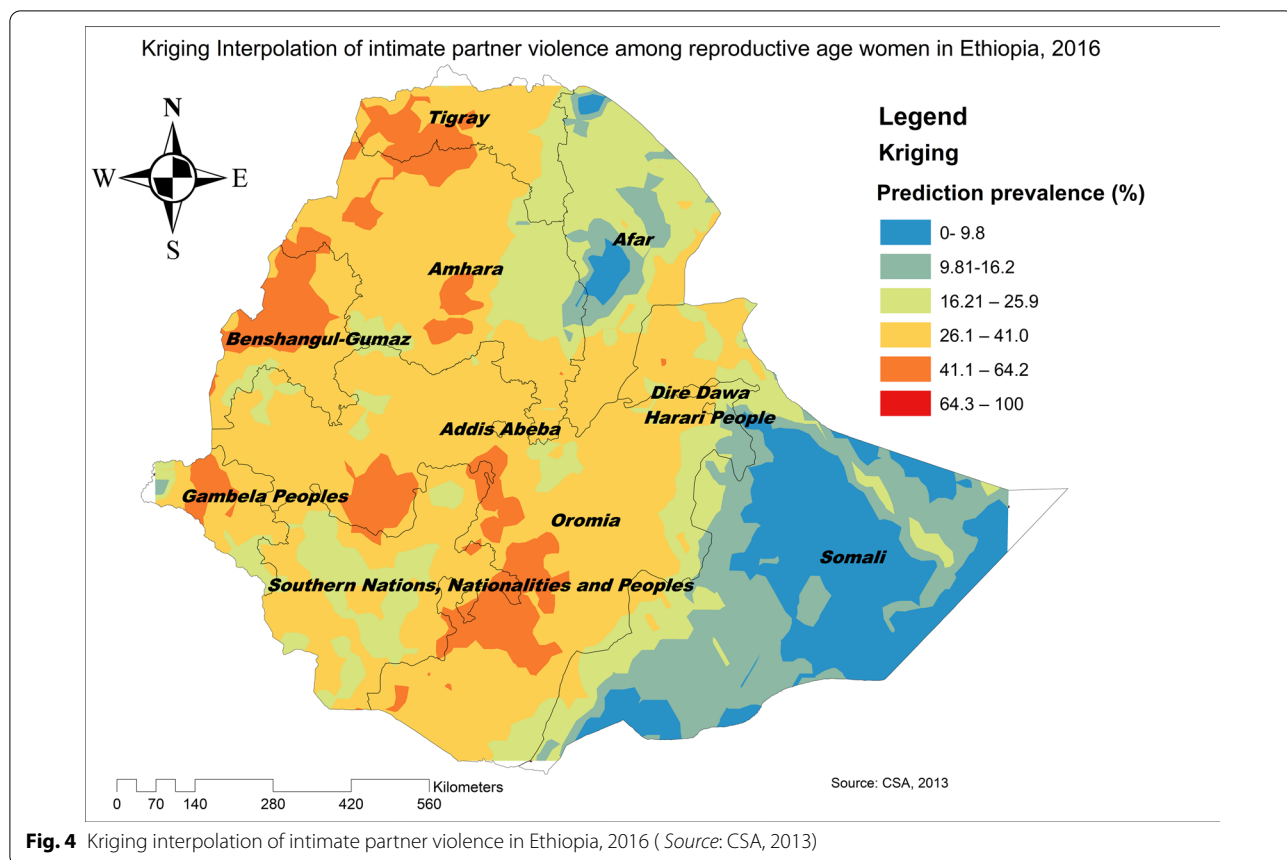 Kriging Interpolation of intimate partner violence among reproductive age women in Ethiopia, 2016
N
W E
S
Tigray
Afar
Amhara
Benshangul-Gumaz
Dire Dawa
Harari People
Addis Abeba
Gambela Peoples
Oromia
Somali
Southern Nations, Nationalities and Peoples
Legend
Kriging
Prediction prevalence (%)
0- 9.8
9.81-16.2
16.21 – 25.9
26.1 – 41.0
41.1 – 64.2
64.3 – 100
Kilometers
0 70 140 280 420 560
Source: CSA, 2013
Fig. 4 Kriging interpolation of intimate partner violence in Ethiopia, 2016 ( Source: CSA, 2013)